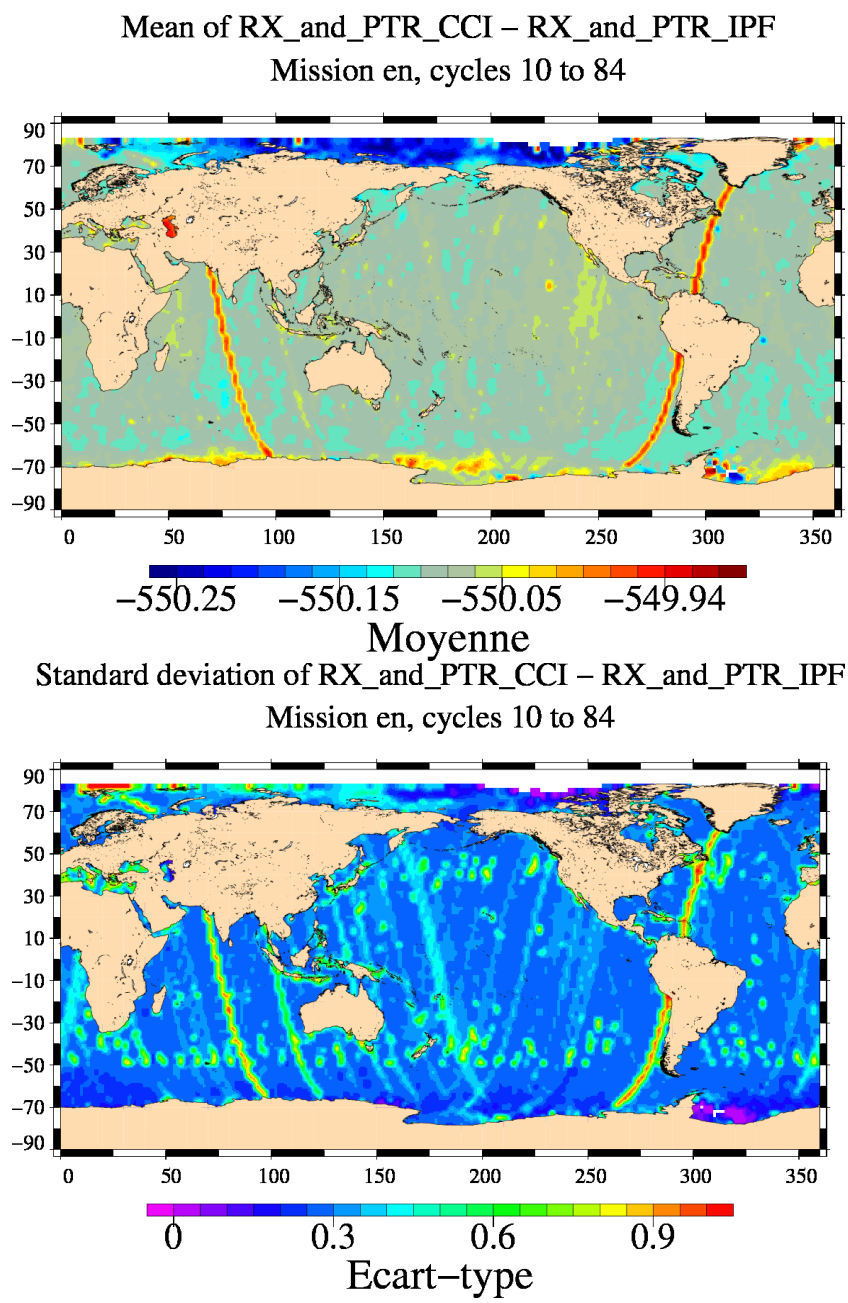 Mean of RX_and_PTR_CCI − RX_and_PTR_IPF
Mission en, cycles 10 to 84
90
70
50
30
10
−10
−30
−50
−70
−90
0 50 100 150 200 250 300 350
−550.25 −550.15 −550.05 −549.94
Moyenne
Standard deviation of RX_and_PTR_CCI − RX_and_PTR_IPF
Mission en, cycles 10 to 84
90
70
50
30
10
−10
−30
−50
−70
−90
0 50 100 150 200 250 300 350
0 0.3 0.6 0.9
Ecart−type